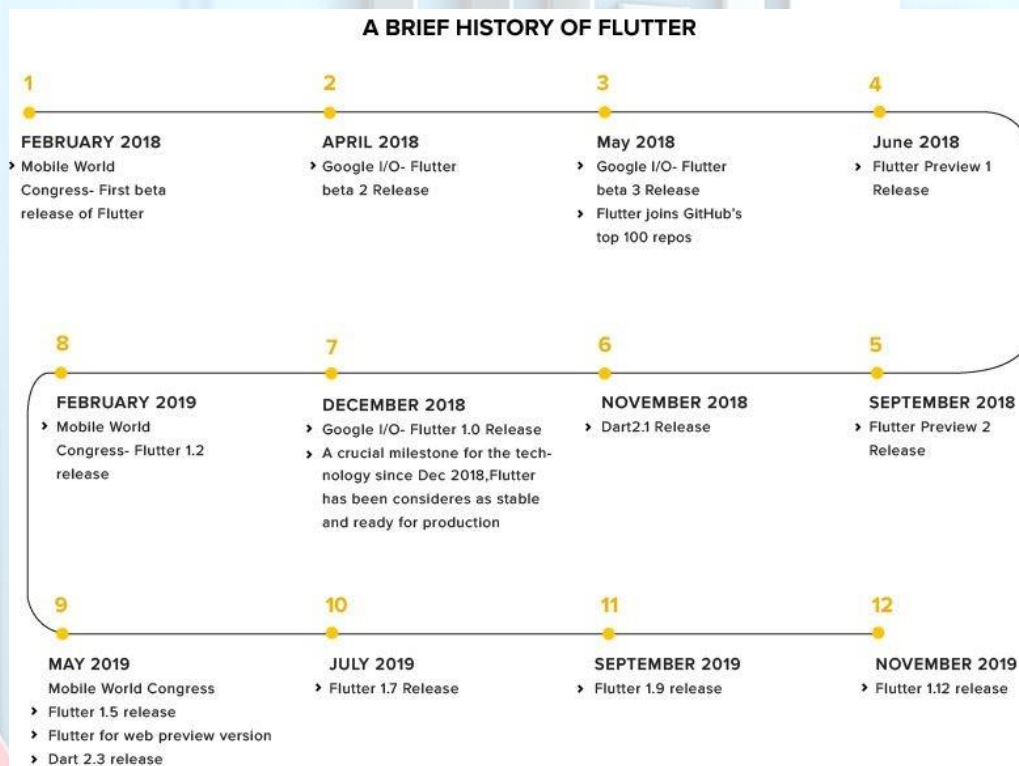 A BRIEF HISTORY OF FLUTTER
1
FEBRUARY 2018
Mobile World
Congress- First beta
release of Flutter
2
APRIL 2018
Google I/O- Flutter
beta 2 Release
3
May 2018
Google I/O- Flutter
beta 3 Release
Flutter joins GitHub's
top 100 repos
4
June 2018
Flutter Preview 1
Release
5
SEPTEMBER 2018
Flutter Preview 2
Release
6
NOVEMBER 2018
Dart2.1 Release
7
DECEMBER 2018
Google I/O- Flutter 1.0 Release
A crucial milestone for the tech-
nology since Dec 2018,Flutter
has been consideres as stable
and ready for production
8
FEBRUARY 2019
Mobile World
Congress- Flutter 1.2
release
9
MAY 2019
Mobile World Congress
Flutter 1.5 release
Flutter for web preview version
Dart 2.3 release
10
JULY 2019
Flutter 1.7 Release
11
SEPTEMBER 2019
Flutter 1.9 release
12
NOVEMBER 2019
Flutter 1.12 release